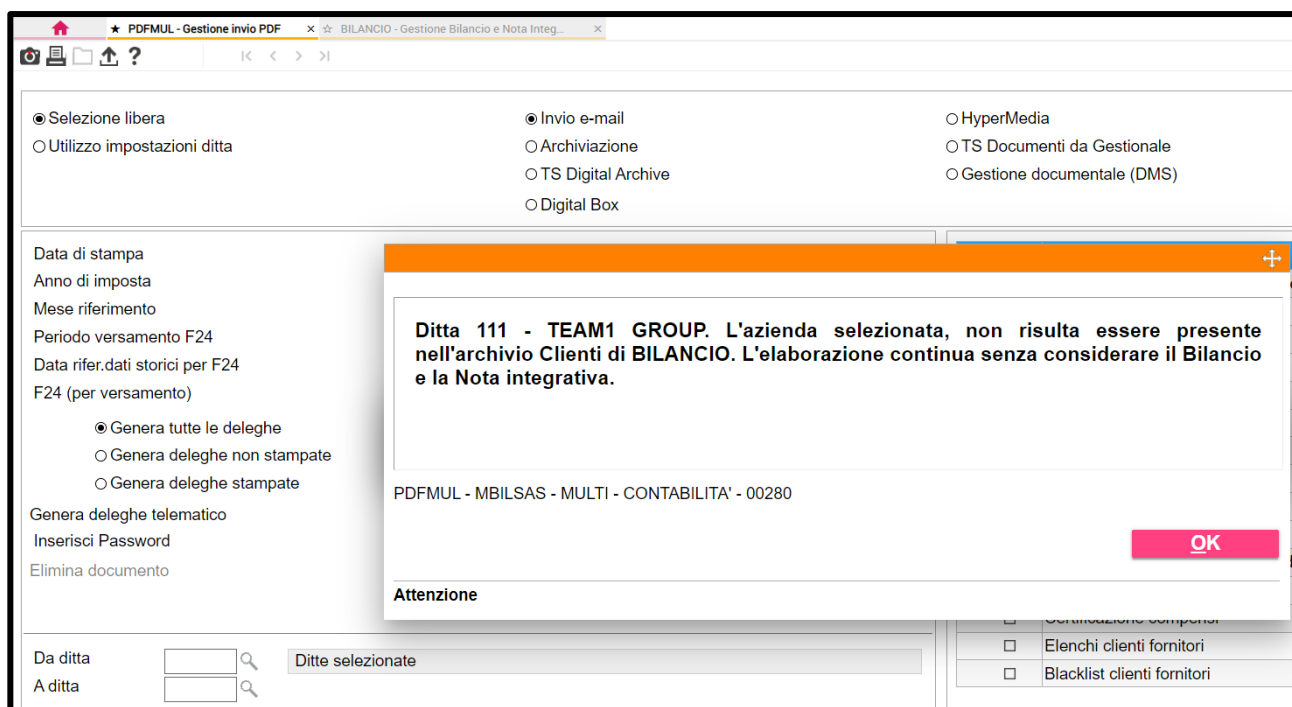 ★ PDFMUL - Gestione invio PDF × ☆ BILANCIO - Gestione Bilancio e Nota Integ... ×
?
Selezione libera
Utilizzo impostazioni ditta
Invio e-mail
Archiviazione
TS Digital Archive
Digital Box
HyperMedia
TS Documenti da Gestionale
Gestione documentale (DMS)
Data di stampa
Anno di imposta
Mese riferimento
Periodo versamento F24
Data rifer.dati storici per F24
F24 (per versamento)
Genera tutte le deleghe
Genera deleghe non stampate
Genera deleghe stampate
Genera deleghe telematico
Inserisci Password
Elimina documento
Da ditta
A ditta
Ditte selezionate
Ditta 111 - TEAM1 GROUP. L'azienda selezionata, non risulta essere presente
nell'archivio Clienti di BILANCIO. L'elaborazione continua senza considerare il Bilancio
e la Nota integrativa.
PDFMUL - MBILSAS - MULTI - CONTABILITA' - 00280
OK
Attenzione
Certificazione compensi
Elenchi clienti fornitori
Blacklist clienti fornitori